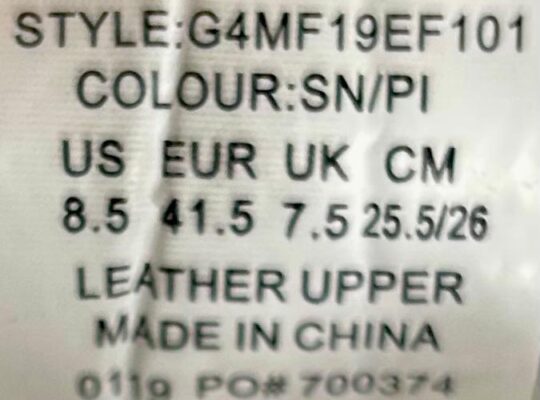 STYLE:G4MF19EF101
COLOUR:SN/PI
US EUR UK CM
8.5 41.5 7.5 25.5/26
LEATHER UPPER
MADE IN CHINA
0119 PO# 700374